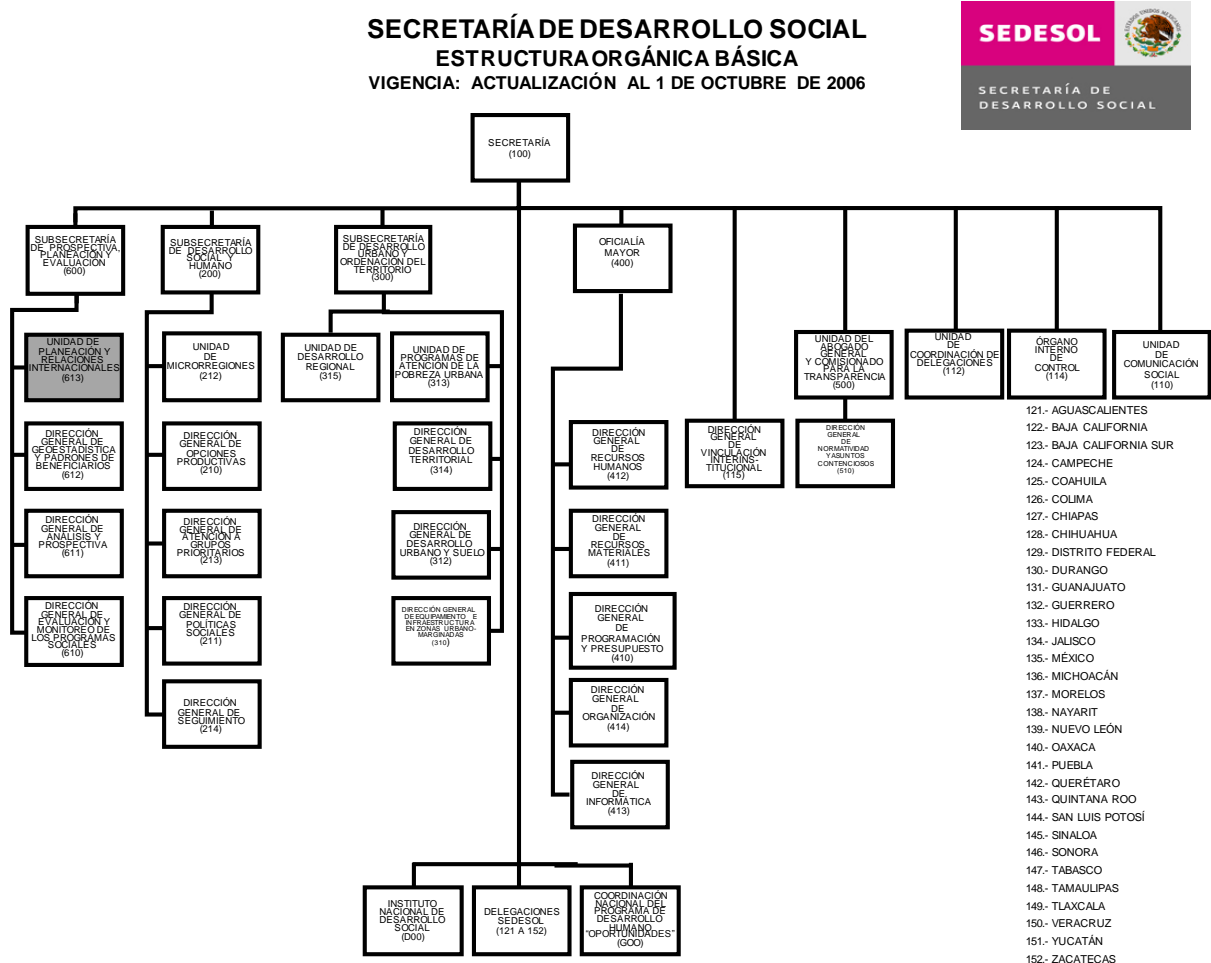 SECRETARÍA DE DESARROLLO SOCIAL
ESTRUCTURA ORGÁNICA BÁSICA
VIGENCIA: ACTUALIZACIÓN AL 1 DE OCTUBRE DE 2006
SEDESOL
SECRETARÍA DE
DESARROLLO SOCIAL
SECRETARÍA
(100)
SUBSECRETARÍA
DE PROSPECTIVA,
PLANEACIÓN Y
EVALUACIÓN
(600)
SUBSECRETARÍA
DE DESARROLLO
SOCIAL Y
HUMANO
(200)
SUBSECRETARÍA
DE DESARROLLO
URBANO Y
ORDENACIÓN DEL
TERRITORIO
(300)
OFICIALÍA
MAYOR
(400)
UNIDAD DE
PLANEACIÓN Y
RELACIONES
INTERNACIONALES
(613)
UNIDAD
DE
MICRORREGIONES
(212)
UNIDAD DE
DESARROLLO
REGIONAL
(315)
UNIDAD DE
PROGRAMAS DE
ATENCIÓN DE LA
POBREZA URBANA
(313)
UNIDAD DEL
ABOGADO
GENERAL
Y COMISIONADO
PARA LA
TRANSPARENCIA
(500)
UNIDAD
DE
COORDINACIÓN DE
DELEGACIONES
(112)
ÓRGANO
INTERNO
DE
CONTROL
(114)
UNIDAD
DE
COMUNICACIÓN
SOCIAL
(110)
DIRECCIÓN
GENERAL DE
GEOESTADÍSTICA
Y PADRONES DE
BENEFICIARIOS
(612)
DIRECCIÓN
GENERAL DE
OPCIONES
PRODUCTIVAS
(210)
DIRECCIÓN
GENERAL DE
DESARROLLO
TERRITORIAL
(314)
DIRECCIÓN
GENERAL
DE
RECURSOS
HUMANOS
(412)
DIRECCIÓN
GENERAL
DE
VINCULACIÓN
INTERINS-
TITUCIONAL
(115)
DIRECCIÓN
GENERAL
DE
NORMATIVIDAD
Y ASUNTOS
CONTENCIOSOS
(510)
DIRECCIÓN
GENERAL DE
ANÁLISIS Y
PROSPECTIVA
(611)
DIRECCIÓN
GENERAL DE
ATENCIÓN A
GRUPOS
PRIORITARIOS
(213)
DIRECCIÓN
GENERAL DE
DESARROLLO
URBANO Y SUELO
(312)
DIRECCIÓN
GENERAL
DE
RECURSOS
MATERIALES
(411)
DIRECCIÓN
GENERAL DE
EVALUACIÓN Y
MONITOREO DE
LOS PROGRAMAS
SOCIALES
(610)
DIRECCIÓN
GENERAL DE
POLÍTICAS
SOCIALES
(211)
DIRECCIÓN GENERAL
DE EQUIPAMIENTO E
INFRAESTRUCTURA
EN ZONAS URBANO-
MARGINADAS
(310)
DIRECCIÓN
GENERAL
DE
PROGRAMACIÓN
Y PRESUPUESTO
(410)
DIRECCIÓN
GENERAL DE
SEGUIMIENTO
(214)
DIRECCIÓN
GENERAL
DE
ORGANIZACIÓN
(414)
DIRECCIÓN
GENERAL
DE,
INFORMÁTICA
(413)
INSTITUTO
NACIONAL DE
DESARROLLO
SOCIAL
(D00)
DELEGACIONES
SEDESOL
(121 A 152)
COORDINACIÓN
NACIONAL DEL
PROGRAMA DE
DESARROLLO
HUMANO
"OPORTUNIDADES"
(GOO)
121.- AGUASCALIENTES
122.- BAJA CALIFORNIA
123.- BAJA CALIFORNIA SUR
124.- CAMPECHE
125.- COAHUILA
126.- COLIMA
127.- CHIAPAS
128.- CHIHUAHUA
129.- DISTRITO FEDERAL
130.- DURANGO
131.- GUANAJUATO
132.- GUERRERO
133.- HIDALGO
134.- JALISCO
135.- MÉXICO
136.- MICHOACÁN
137.- MORELOS
138.- NAYARIT
139.- NUEVO LEÓN
140.- OAXACA
141.- PUEBLA
142.- QUERÉTARO
143.- QUINTANA ROO
144.- SAN LUIS POTOSÍ
145.- SINALOA
146.- SONORA
147.- TABASCO
148.- TAMAULIPAS
149.- TLAXCALA
150.- VERACRUZ
151.- YUCATÁN
152.- ZACATECAS